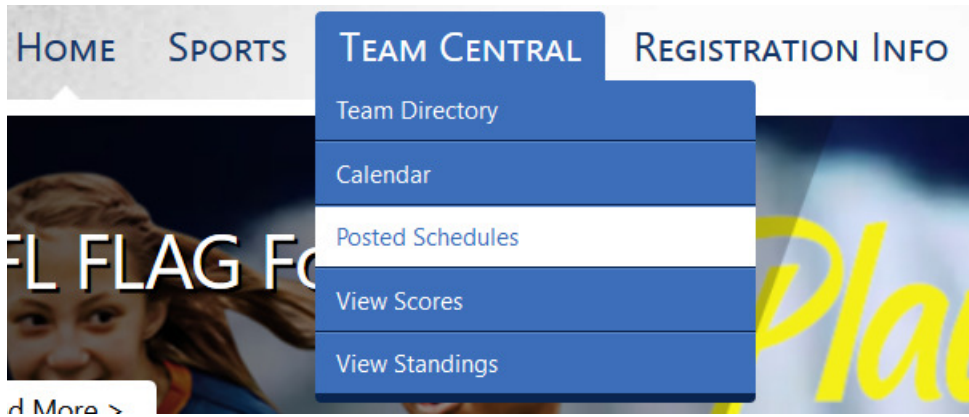 Home Sports Team Central Registration Info
Team Directory
Calendar
Posted Schedules
FL FLAG Fo
View Scores
View Standings
d More >